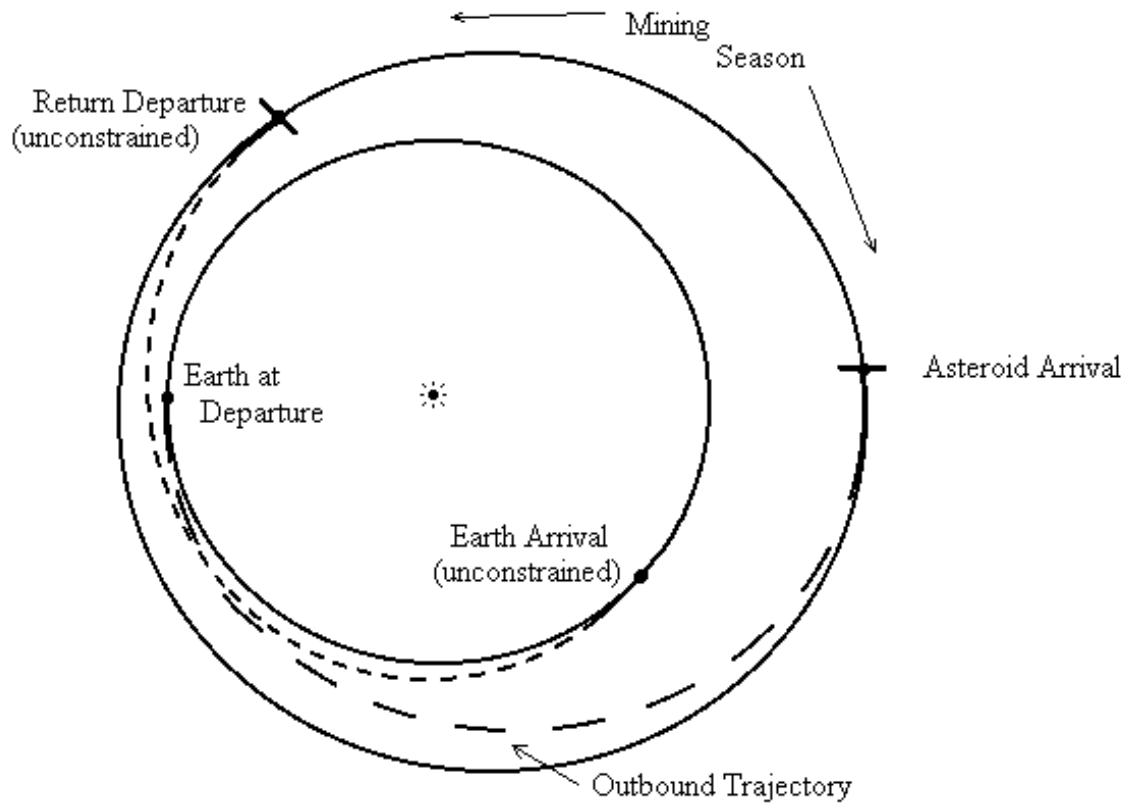 Mining
Season
Return Departure
(unconstrained)
Earth at
Departure
Asteroid Arrival
Earth Arrival
(unconstrained)
Outbound Trajectory